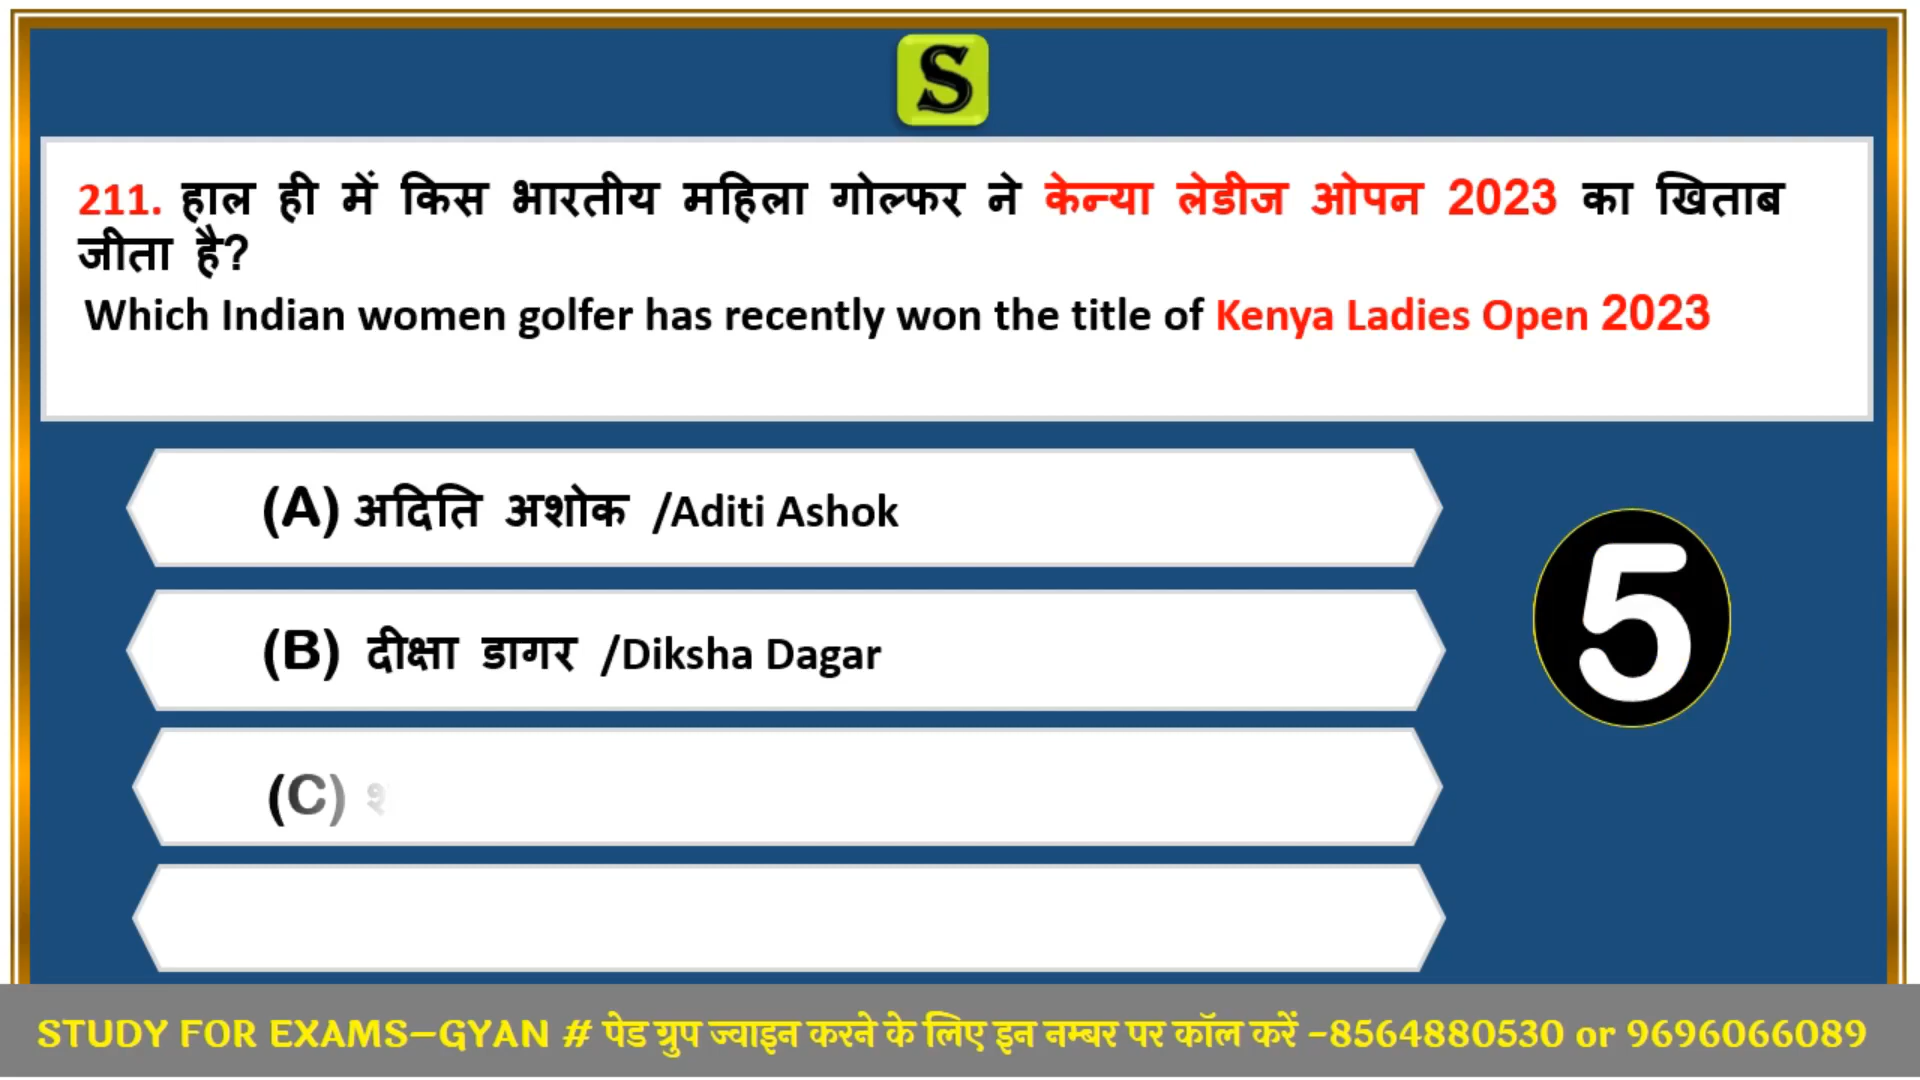 S
211. हाल ही में किस भारतीय महिला गोल्फर ने केन्या लेडीज ओपन 2023 का खिताब
जीता है?
Which Indian women golfer has recently won the title of Kenya Ladies Open 2023
(A) अदिति अशोक /Aditi Ashok
(B) दीक्षा डागर /Diksha Dagar
5
(C)
STUDY FOR EXAMS–GYAN # पेड ग्रुप ज्वाइन करने के लिए इन नम्बर पर कॉल करें -8564880530 or 9696066089